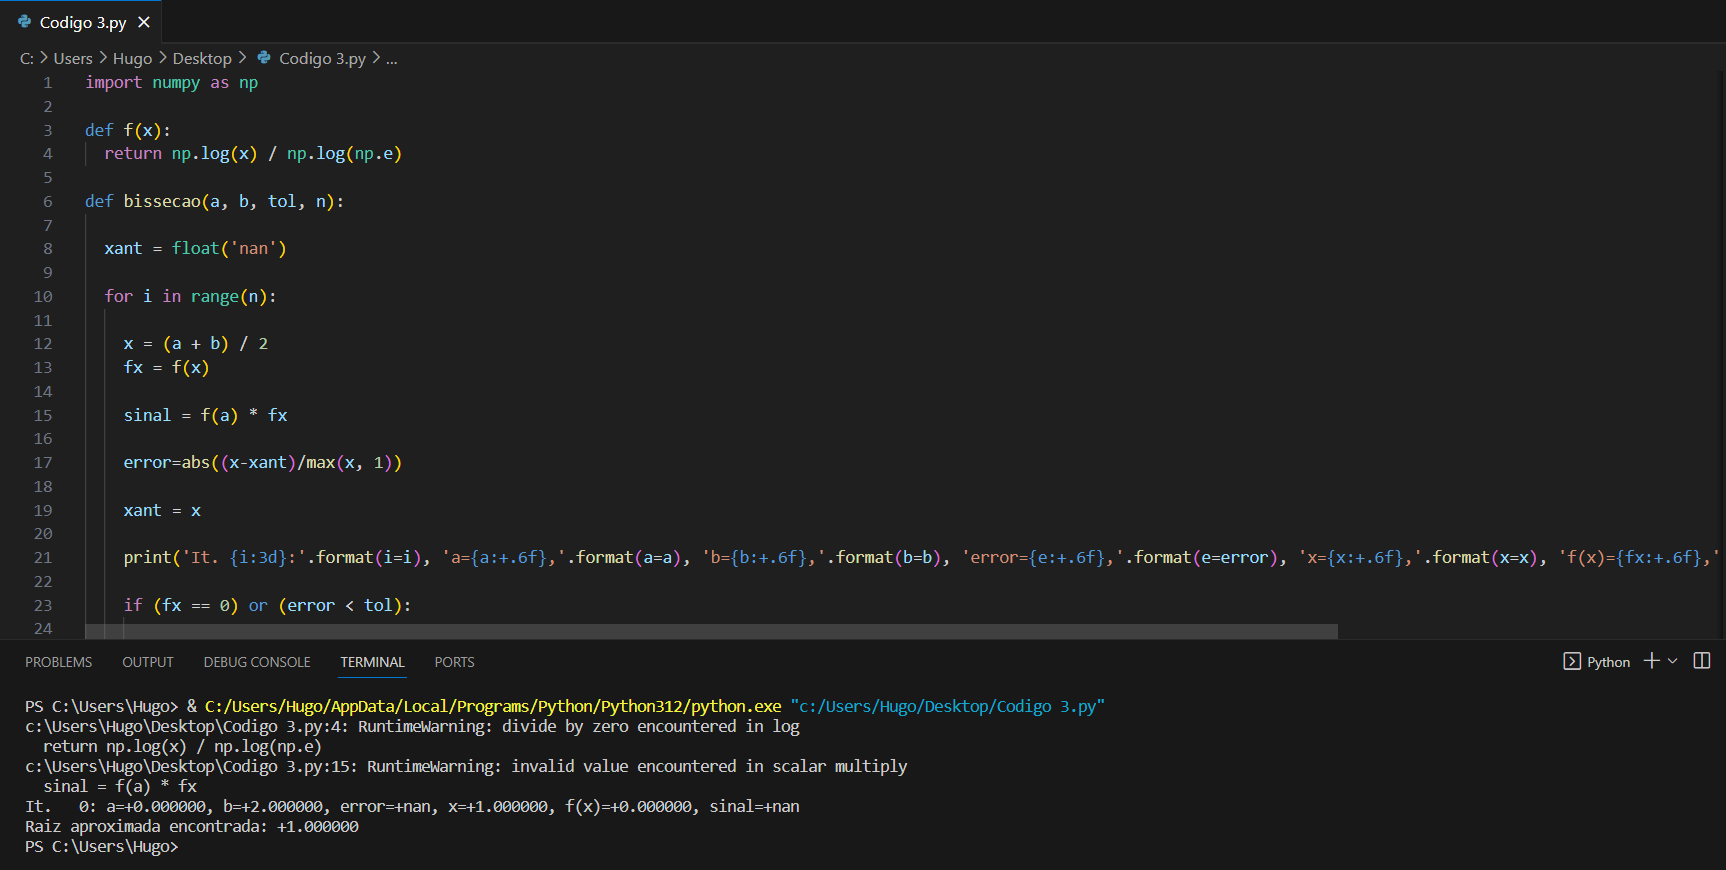 Codigo 3.py
C: > Users > Hugo > Desktop > Codigo 3.py > ...
1 import numpy as np
2
3 def f(x):
4 return np.log(x) / np.log(np.e)
5
6 def bissecao(a, b, tol, n):
7
8 xant = float('nan')
9
10 for i in range(n):
11
12 x = (a + b) / 2
13 fx = f(x)
14
15 sinal = f(a) * fx
16
17 error=abs((x-xant)/max(x, 1))
18
19 xant = x
20
21 print('It. {i:3d}:'.format(i=i), 'a={a:+.6f},'.format(a=a), 'b={b:+.6f},'.format(b=b), 'error={e:+.6f},'.format(e=error), 'x={x:+.6f},'.format(x=x), 'f(x)={fx:+.6f},'
22
23 if (fx == 0) or (error < tol):
24
PROBLEMS OUTPUT DEBUG CONSOLE TERMINAL PORTS Python
PS C:\Users\Hugo> & C:/Users/Hugo/AppData/Local/Programs/Python/Python312/python.exe "c:/Users/Hugo/Desktop/Codigo 3.py"
c:\Users\Hugo\Desktop\Codigo 3.py:4: RuntimeWarning: divide by zero encountered in log
return np.log(x) / np.log(np.e)
c:\Users\Hugo\Desktop\Codigo 3.py:15: RuntimeWarning: invalid value encountered in scalar multiply
sinal = f(a) * fx
It.   0: a=+0.000000, b=+2.000000, error=+nan, x=+1.000000, f(x)=+0.000000, sinal=+nan
Raiz aproximada encontrada: +1.000000
PS C:\Users\Hugo>